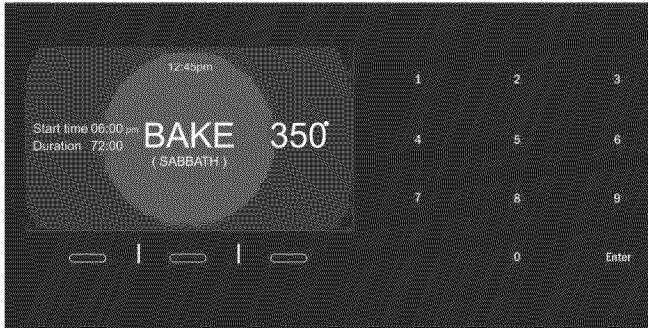 12:45pm
Start time 06:00 pm BAKE 350°
Duration 72:00
( SABBATH )
1 2 3
4 5 6
7 8 9
0 Enter